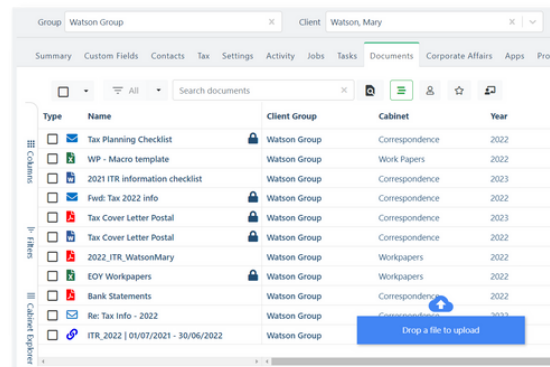 Group Watson Group × Client Watson, Mary ×
Summary Custom Fields Contacts Tax Settings Activity Jobs Tasks Documents Corporate Affairs Apps Pro
All Search documents ×
Type Name Client Group Cabinet Year
Tax Planning Checklist Watson Group Correspondence 2022
WP - Macro template Watson Group Work Papers 2022
2021 ITR information checklist Watson Group Correspondence 2023
Fwd: Tax 2022 info Watson Group Correspondence 2022
Tax Cover Letter Postal Watson Group Correspondence 2023
Tax Cover Letter Postal Watson Group Correspondence 2022
2022_ITR_WatsonMary Watson Group Workpapers 2022
EOY Workpapers Watson Group Workpapers 2022
Bank Statements Watson Group Correspondence 2022
Re: Tax Info - 2022 Watson Group
ITR_2022 | 01/07/2021 - 30/06/2022 Watson Group
Drop a file to upload
Columns
Filters
Cabinet Explorer